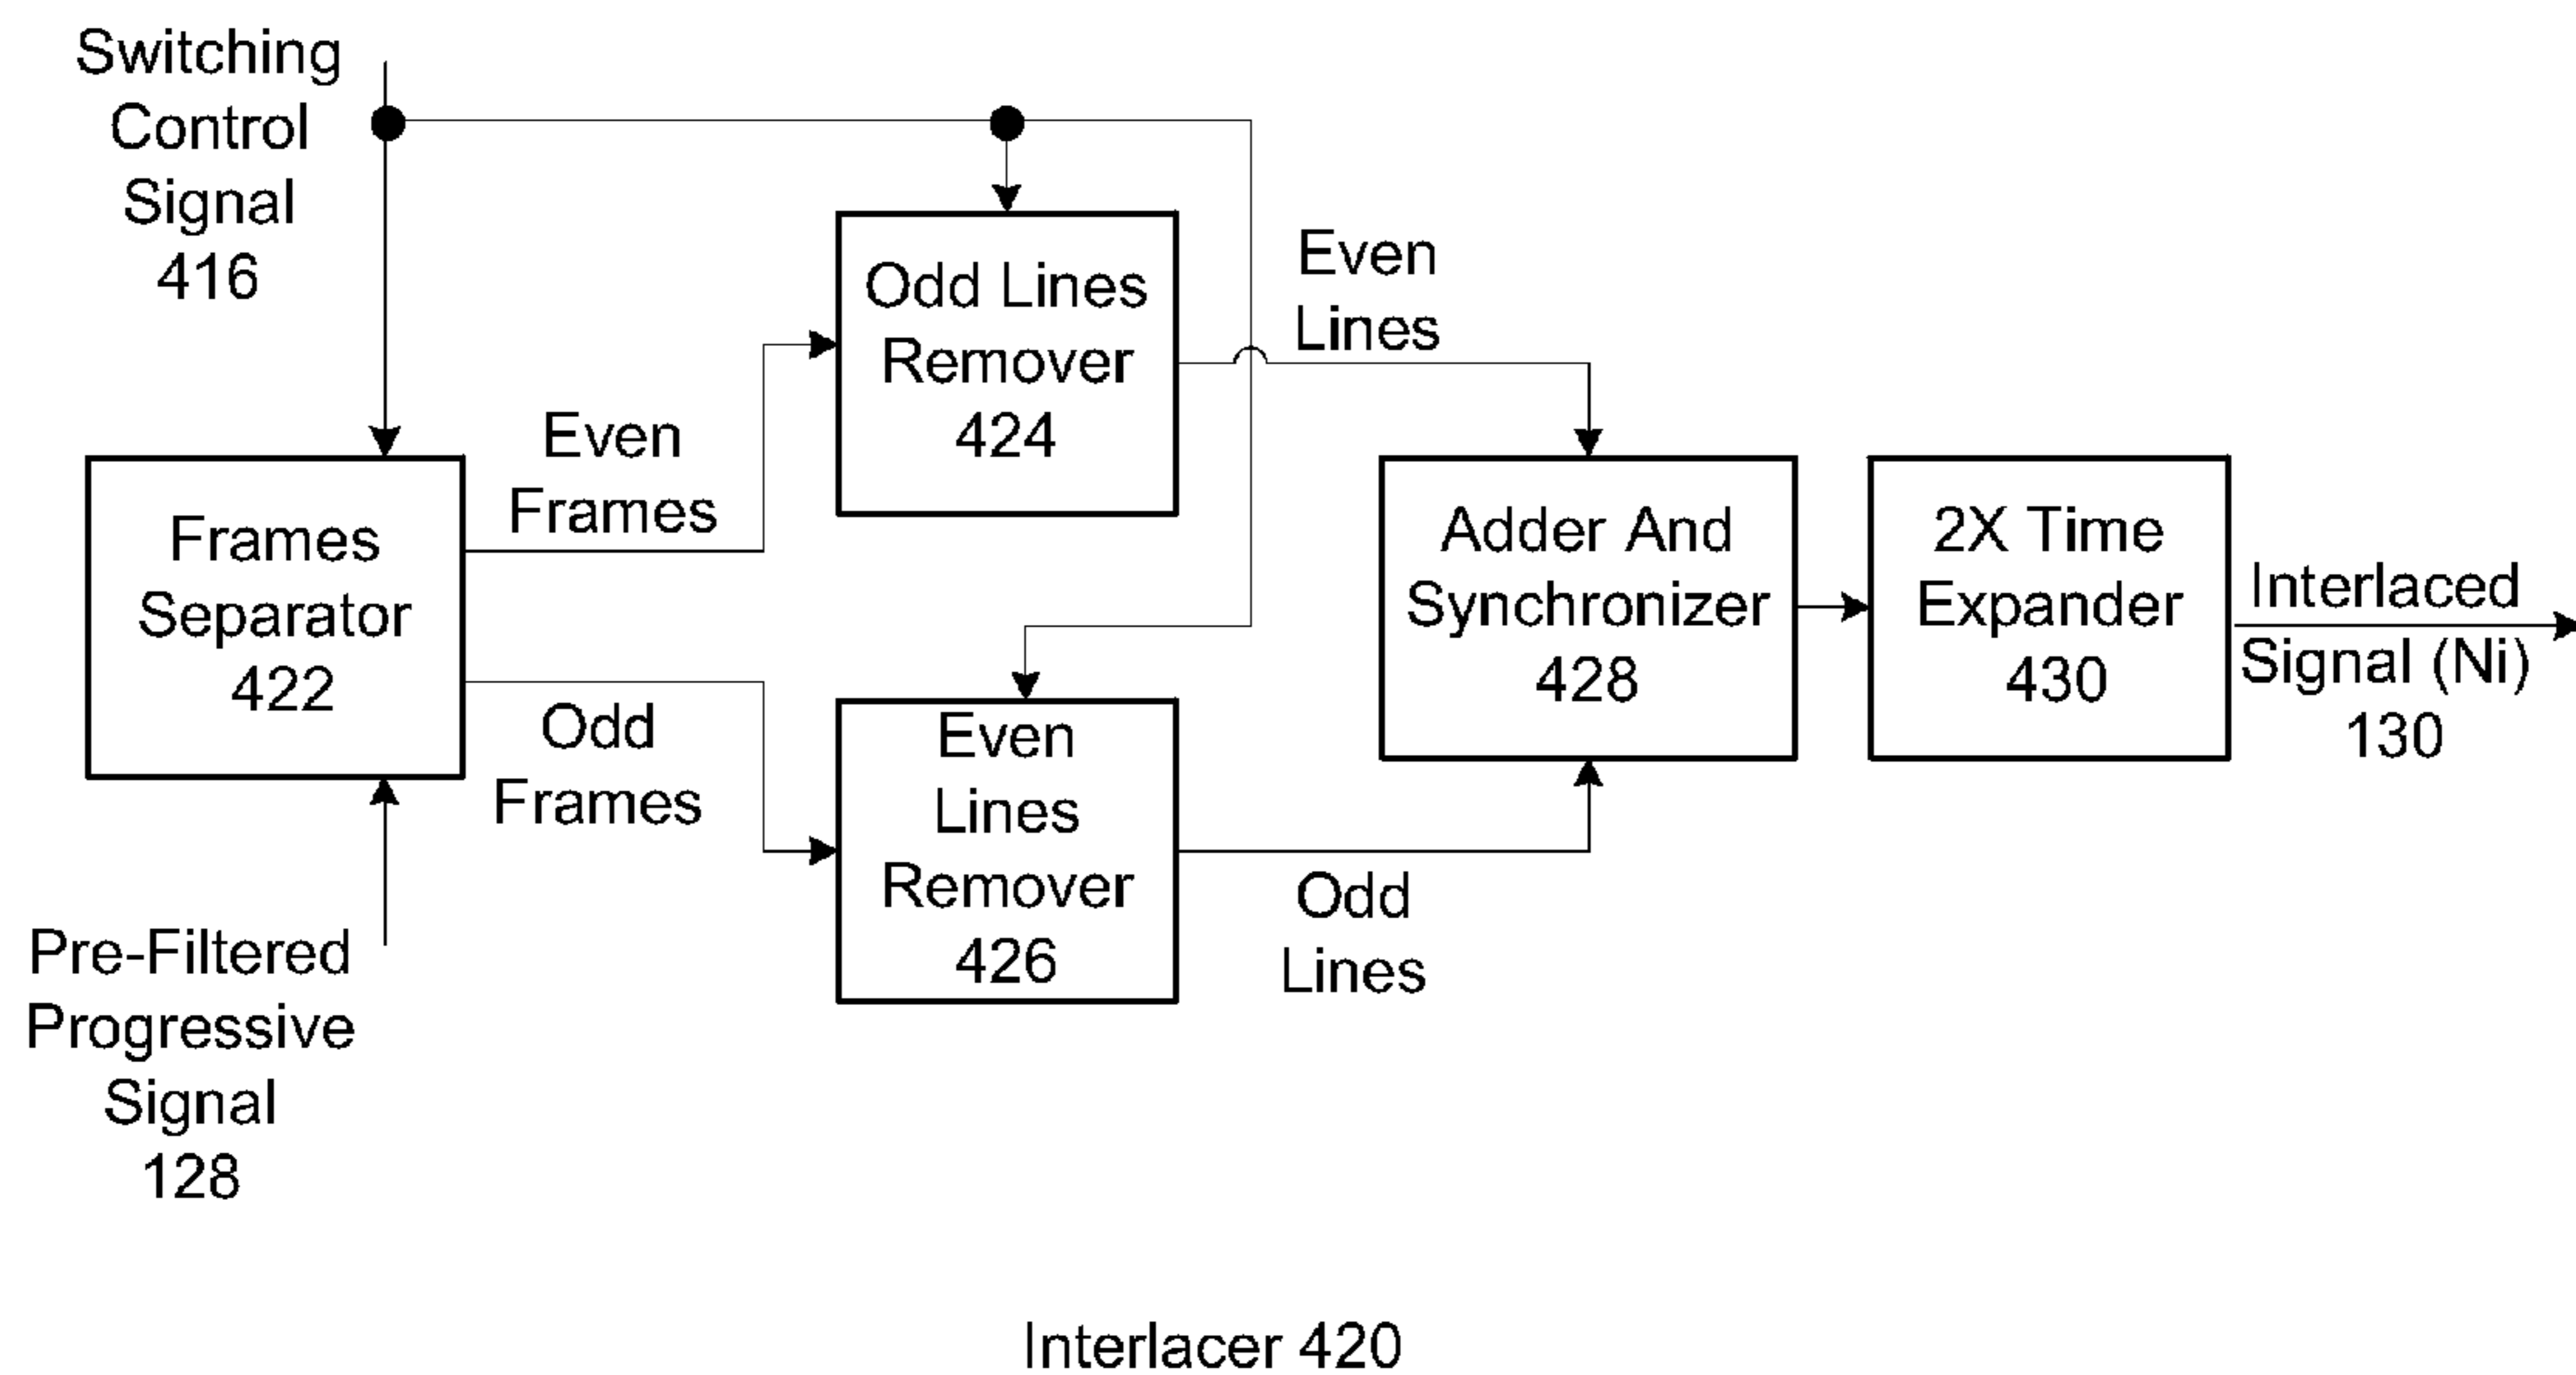 Switching
Control
Signal
416
Even
Frames
Odd Lines
Remover
424
Even
Lines
Frames
Separator
422
Odd
Frames
Even
Lines
Remover
426
Odd
Lines
Adder And
Synchronizer
428
2X Time
Expander
430
Interlaced
Signal (Ni)
130
Pre-Filtered
Progressive
Signal
128
Interlacer 420